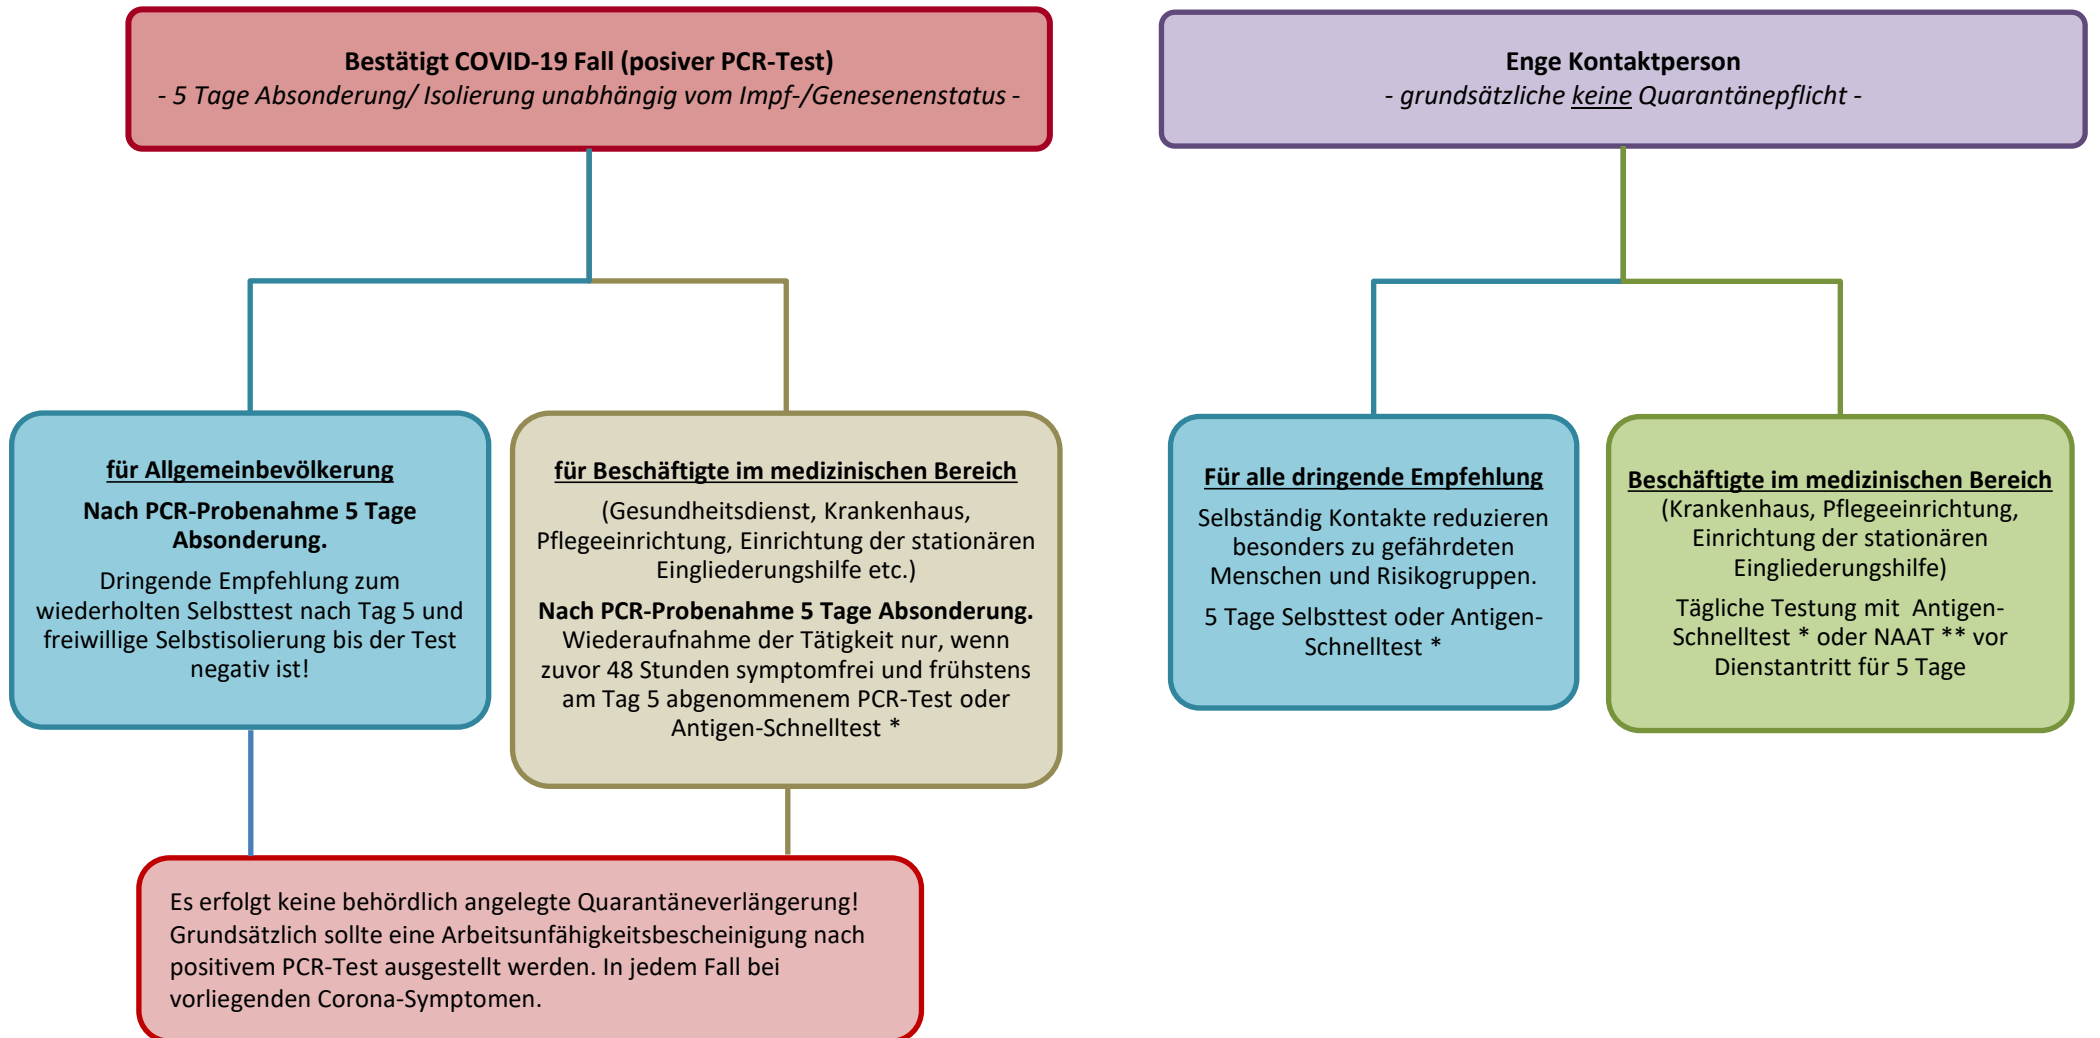 Bestätigt COVID-19 Fall (posiver PCR-Test)
- 5 Tage Absonderung/ Isolierung unabhängig vom Impf-/Genesenenstatus -
Enge Kontaktperson
- grundsätzliche keine Quarantänepflicht -
für Allgemeinbevölkerung
Nach PCR-Probenahme 5 Tage
Absonderung.
Dringende Empfehlung zum
wiederholten Selbsttest nach Tag 5 und
freiwillige Selbstisolierung bis der Test
negativ ist!
für Beschäftigte im medizinischen Bereich
(Gesundheitsdienst, Krankenhaus,
Pflegeeinrichtung, Einrichtung der stationären
Eingliederungshilfe etc.)
Nach PCR-Probenahme 5 Tage Absonderung.
Wiederaufnahme der Tätigkeit nur, wenn
zuvor 48 Stunden symptomfrei und frühstens
am Tag 5 abgenommenem PCR-Test oder
Antigen-Schnelltest *
Für alle dringende Empfehlung
Selbständig Kontakte reduzieren
besonders zu gefährdeten
Menschen und Risikogruppen.
5 Tage Selbsttest oder Antigen-
Schnelltest *
Beschäftigte im medizinischen Bereich
(Krankenhaus, Pflegeeinrichtung,
Einrichtung der stationären
Eingliederungshilfe)
Tägliche Testung mit Antigen-
Schnelltest * oder NAAT ** vor
Dienstantritt für 5 Tage
Es erfolgt keine behördlich angelegte Quarantäneverlängerung!
Grundsätzlich sollte eine Arbeitsunfähigkeitsbescheinigung nach
positivem PCR-Test ausgestellt werden. In jedem Fall bei
vorliegenden Corona-Symptomen.